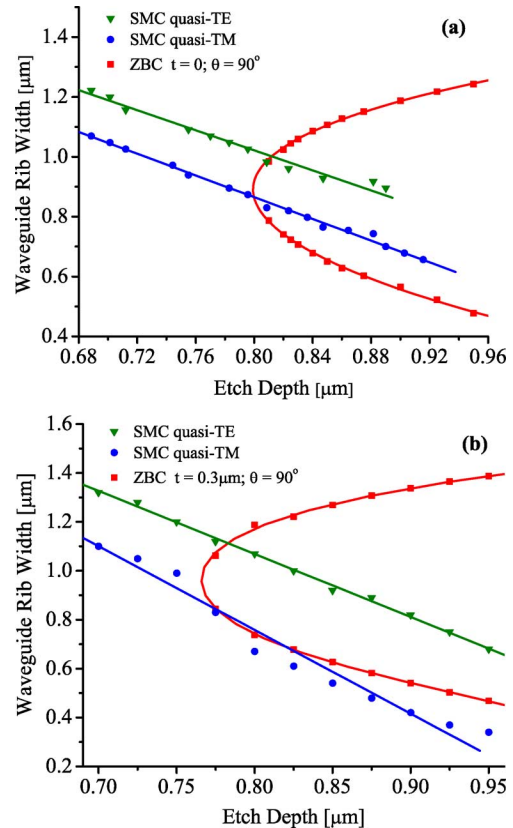 (a)
SMC quasi-TE
SMC quasi-TM
ZBC t = 0; θ = 90°
Waveguide Rib Width [μm]
1.4
1.2
1.0
0.8
0.6
0.4
0.68 0.72 0.76 0.80 0.84 0.88 0.92 0.96
Etch Depth [μm]
(b)
SMC quasi-TE
SMC quasi-TM
ZBC t = 0.3μm; θ = 90°
Waveguide Rib Width [μm]
1.6
1.4
1.2
1.0
0.8
0.6
0.4
0.2
0.70 0.75 0.80 0.85 0.90 0.95
Etch Depth [μm]